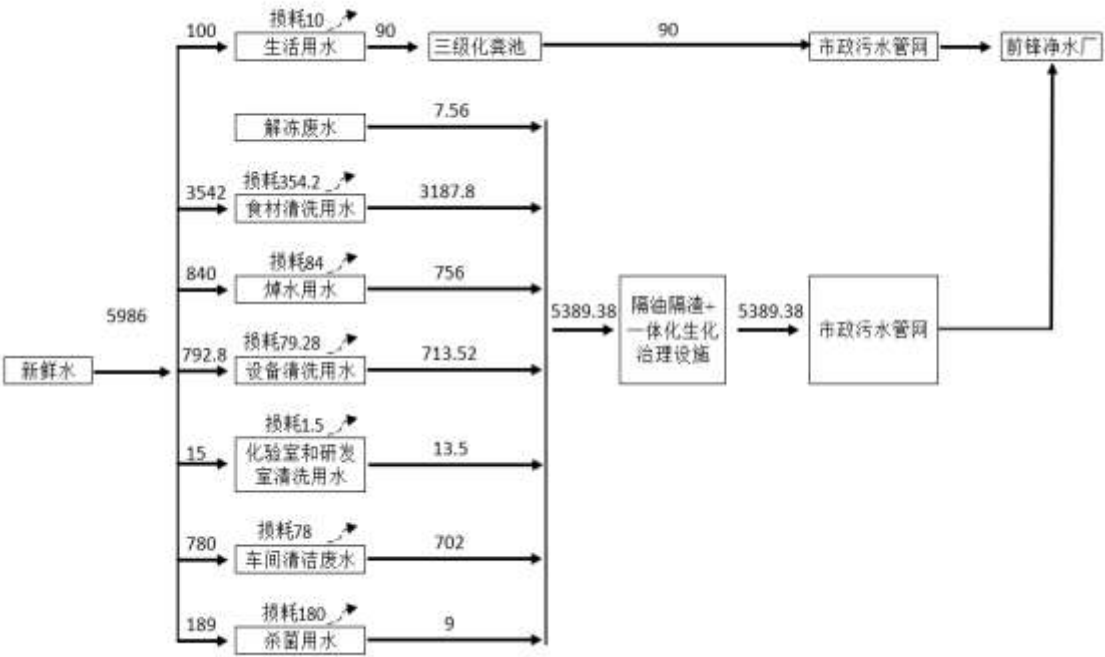 损耗10
100
生活用水
90
三级化粪池
90
市政污水管网
前锋净水厂
解冻废水
7.56
损耗354.2
3542
食材清洗用水
3187.8
损耗84
840
焯水用水
756
5986
新鲜水
损耗79.28
792.8
设备清洗用水
713.52
5389.38
隔油隔渣+
一体化生化
治理设施
5389.38
市政污水管网
损耗1.5
15
化验室和研发
室清洗用水
13.5
损耗78
780
车间清洁废水
702
损耗180
189
杀菌用水
9